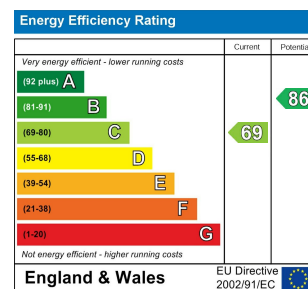 Energy Efficiency Rating
Current Potentia
Very energy efficient - lower running costs
(92 plus) A
(81-91) B
86
(69-80) C
69
(55-68) D
(39-54) E
(21-38) F
(1-20) G
Not energy efficient - higher running costs
England & Wales
EU Directive
2002/91/EC